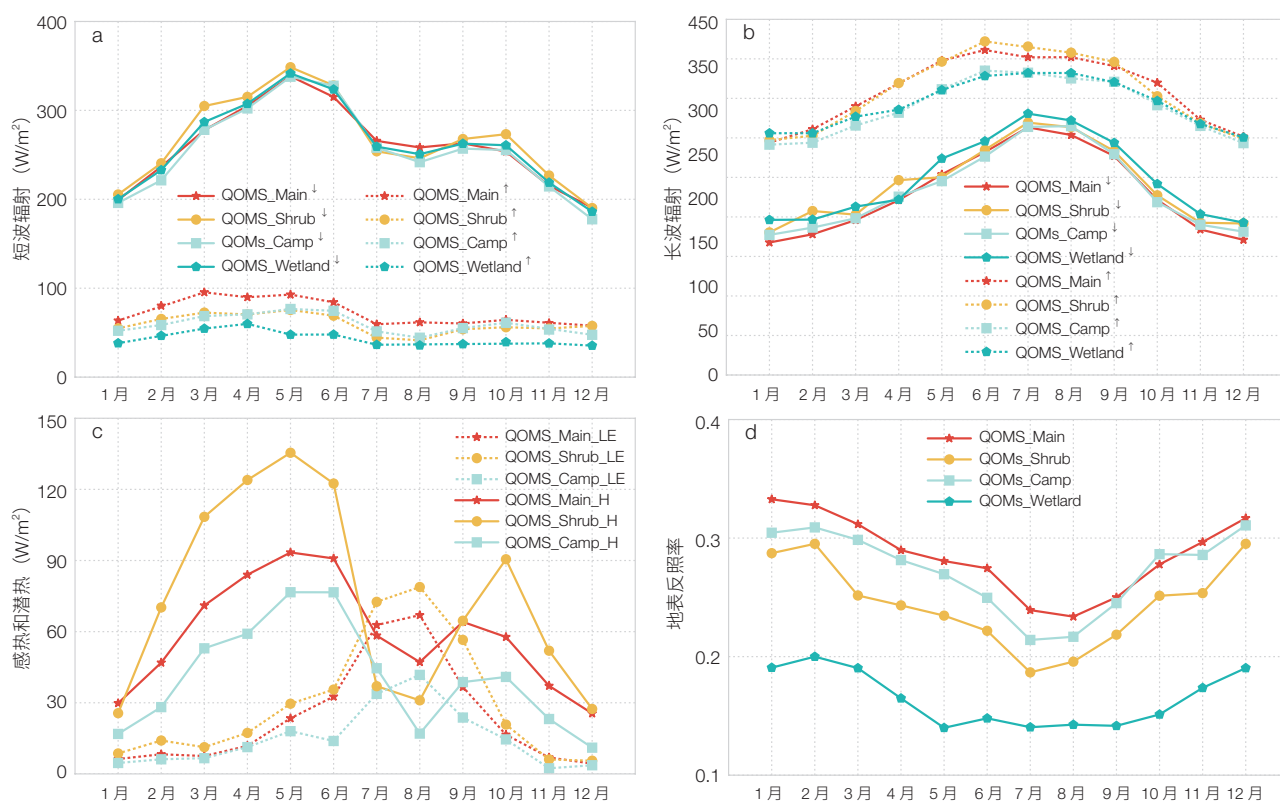 a
短波辐射（W/m²）
400
300
200
100
0
QOMS_Main↓
QOMS_Main↑
QOMS_Shrub↓
QOMS_Shrub↑
QOMs_Camp↓
QOMS_Camp↑
QOMS_Wetland↓
QOMS_Wetland↑
1月 2月 3月 4月 5月 6月 7月 8月 9月 10月 11月 12月
b
长波辐射（W/m²）
450
350
300
250
200
150
100
50
0
QOMS_Main↓
QOMS_Shrub↓
QOMs_Camp↓
QOMS_Wetland↓
QOMS_Main↑
QOMS_Shrub↑
QOMS_Camp↑
QOMS_Wetland↑
1月 2月 3月 4月 5月 6月 7月 8月 9月 10月 11月 12月
c
感热和潜热（W/m²）
150
120
90
60
30
0
QOMS_Main_LE
QOMS_Shrub_LE
QOMS_Camp_LE
QOMS_Main_H
QOMS_Shrub_H
QOMS_Camp_H
1月 2月 3月 4月 5月 6月 7月 8月 9月 10月 11月 12月
d
地表反照率
0.4
0.3
0.2
0.1
QOMS_Main
QOMs_Shrub
QOMs_Camp
QOMs_Wetlard
1月 2月 3月 4月 5月 6月 7月 8月 9月 10月 11月 12月